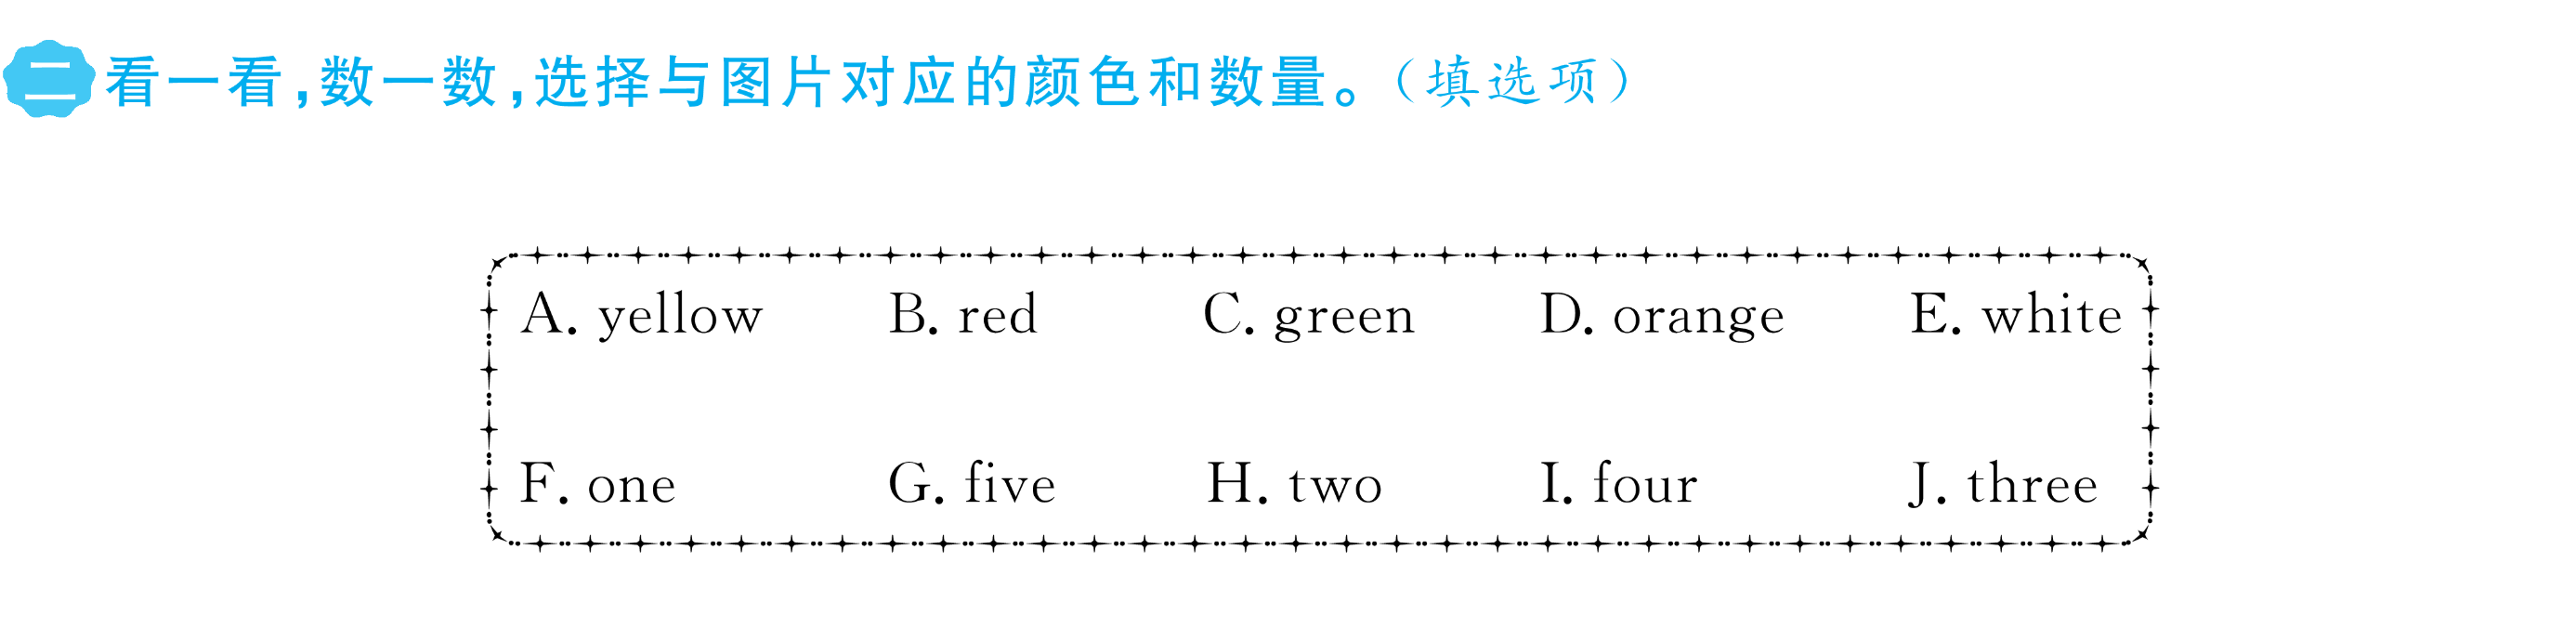 二 看一看,数一数,选择与图片对应的颜色和数量。(填选项)
A. yellow B. red C. green D. orange E. white
F. one G. five H. two I. four J. three